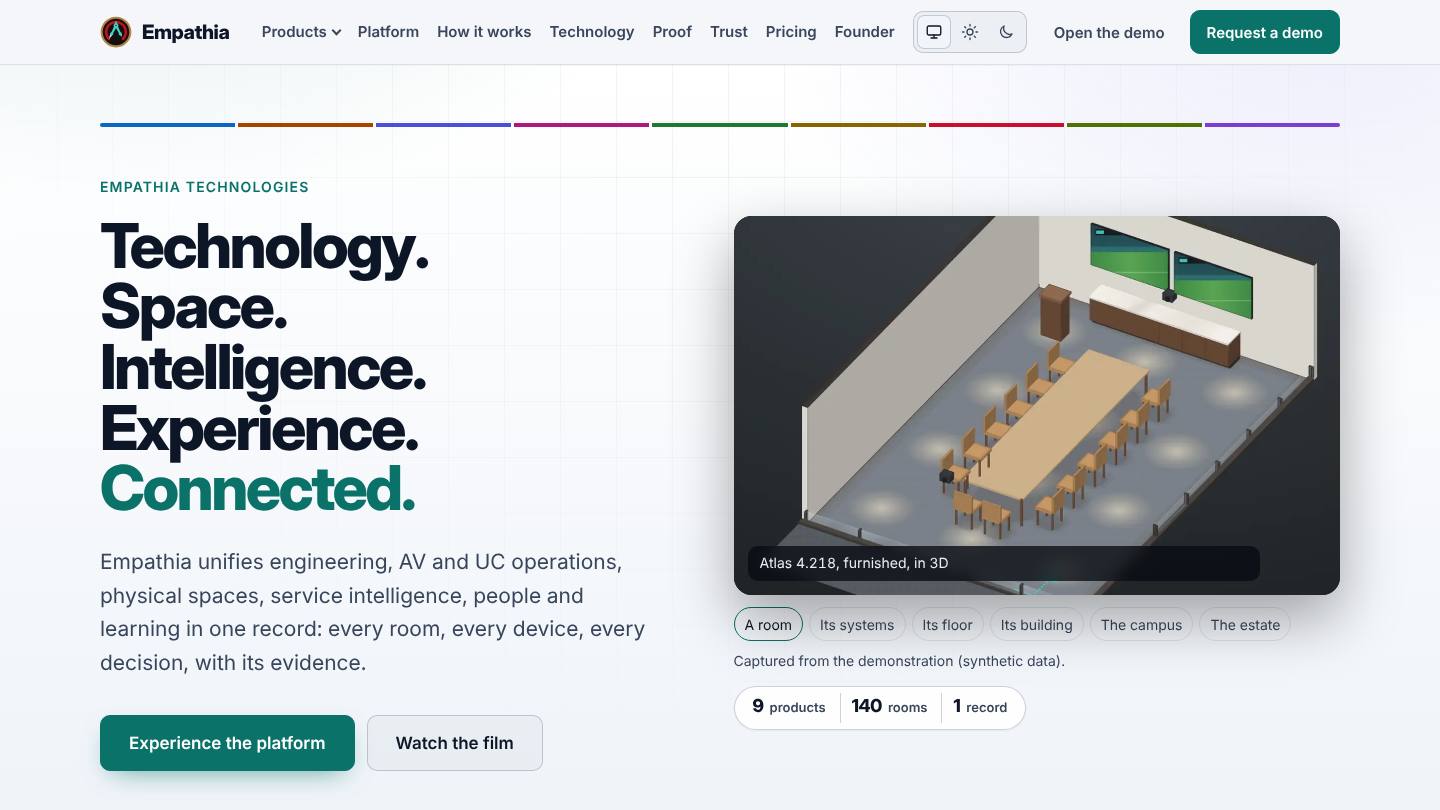 Empathia
Products
Platform
How it works
Technology
Proof
Trust
Pricing
Founder
Open the demo
Request a demo
EMPATHIA TECHNOLOGIES
Technology.
Space.
Intelligence.
Experience.
Connected.
Empathia unifies engineering, AV and UC operations,
physical spaces, service intelligence, people and
learning in one record: every room, every device, every
decision, with its evidence.
Experience the platform
Watch the film
Atlas 4.218, furnished, in 3D
A room
Its systems
Its floor
Its building
The campus
The estate
Captured from the demonstration (synthetic data).
9 products
140 rooms
1 record